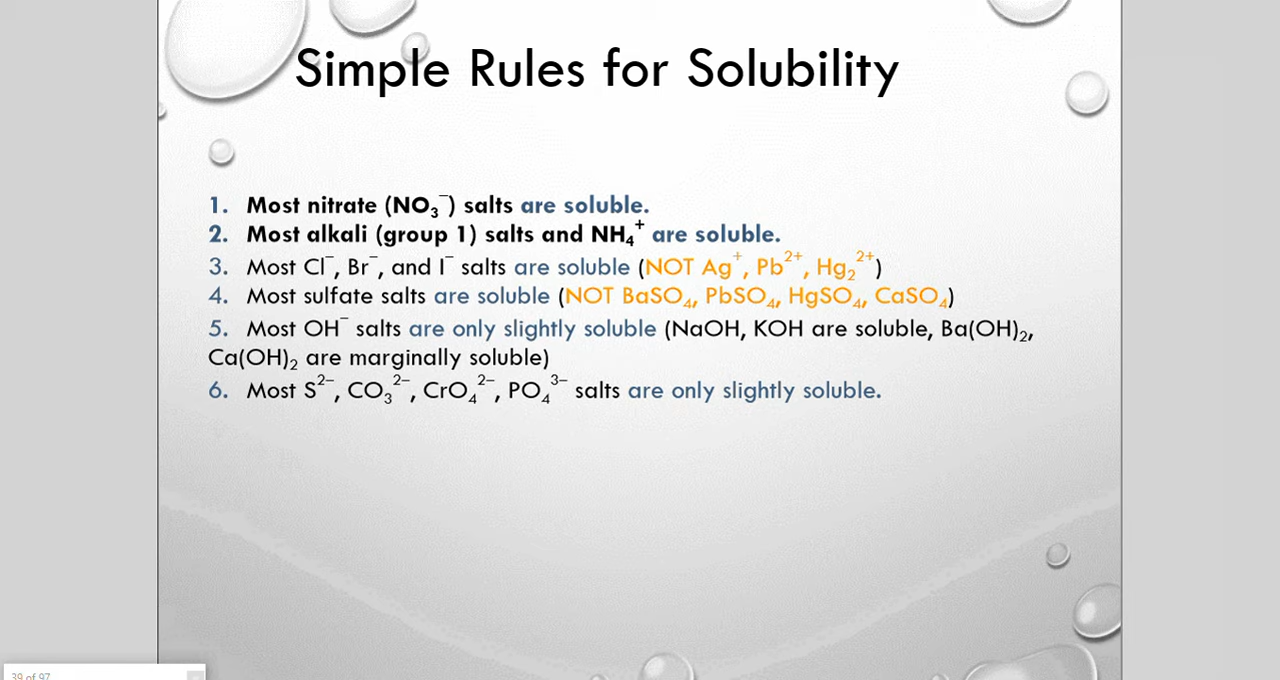 Simple Rules for Solubility
1. Most nitrate (NO₃⁻) salts are soluble.
2. Most alkali (group 1) salts and NH₄⁺ are soluble.
3. Most Cl⁻, Br⁻, and I⁻ salts are soluble (NOT Ag⁺, Pb²⁺, Hg₂²⁺)
4. Most sulfate salts are soluble (NOT BaSO₄, PbSO₄, HgSO₄, CaSO₄)
5. Most OH⁻ salts are only slightly soluble (NaOH, KOH are soluble, Ba(OH)₂,
Ca(OH)₂ are marginally soluble)
6. Most S²⁻, CO₃²⁻, CrO₄²⁻, PO₄³⁻ salts are only slightly soluble.
39 of 97